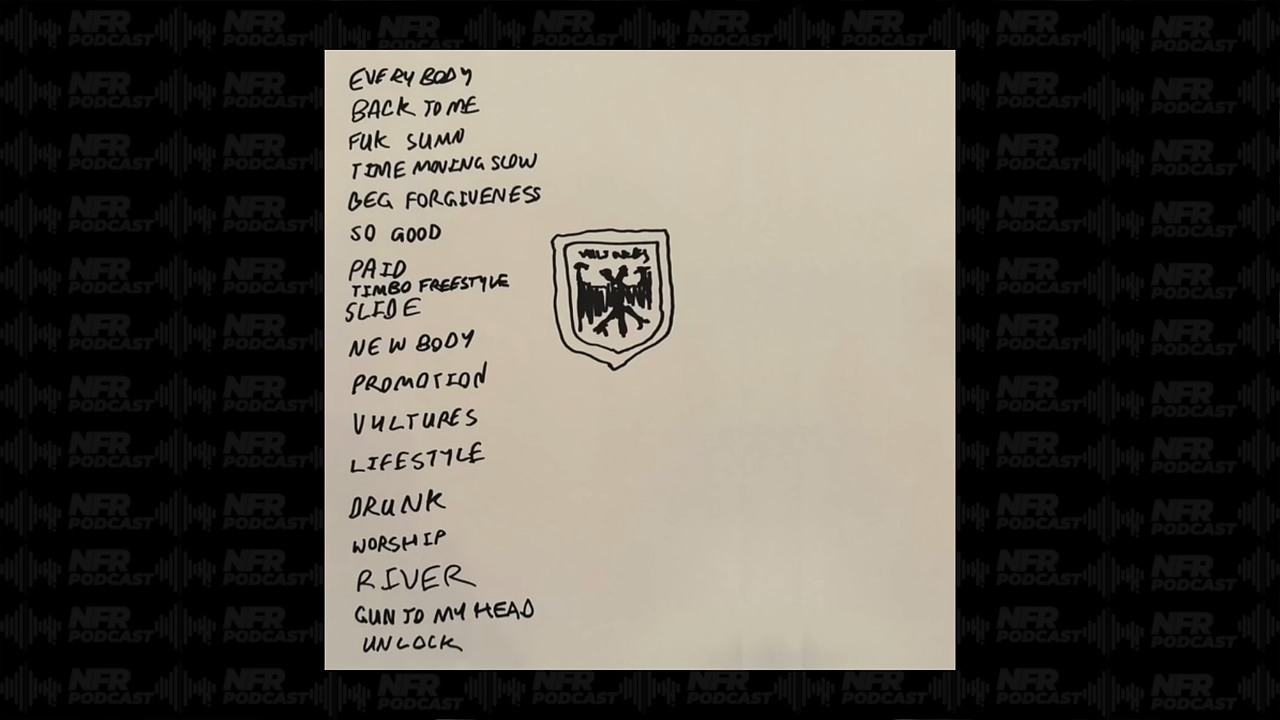 EVERYBODY
BACK TO ME
FUK SUMN
TIME MOVING SLOW
BEG FORGIVENESS
SO GOOD
PAID
TIMBO FREESTYLE
SLIDE
NEW BODY
PROMOTION
VULTURES
LIFESTYLE
DRUNK
WORSHIP
RIVER
GUN TO MY HEAD
UNLOCK
VULTURES
NFR
PODCAST